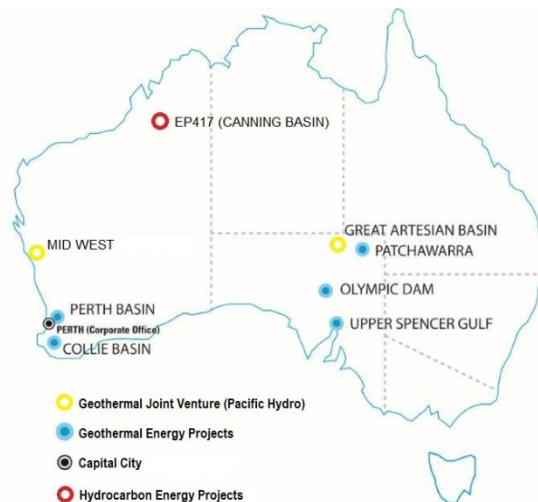 EP417 (CANNING BASIN)
GREAT ARTESIAN BASIN
MID WEST
PATCHAWARRA
OLYMPIC DAM
PERTH BASIN
PERTH (Corporate Office)
UPPER SPENCER GULF
COLLIE BASIN
Geothermal Joint Venture (Pacific Hydro)
Geothermal Energy Projects
Capital City
Hydrocarbon Energy Projects